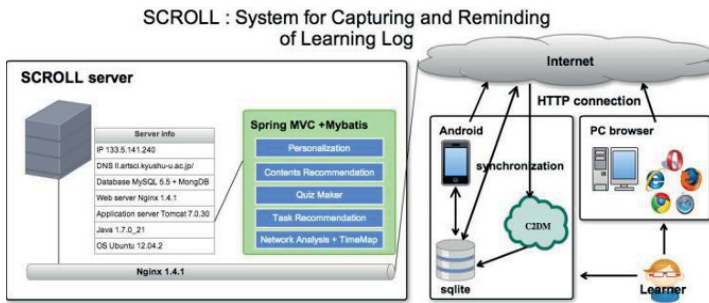 SCROLL : System for Capturing and Reminding
of Learning Log
Internet
SCROLL server
HTTP connection
Server info
IP 133.5.141.240
DNS ll.artsci.kyushu-u.ac.jp/
Database MySQL 5.5 + MongDB
Web server Nginx 1.4.1
Application server Tomcat 7.0.30
Java 1.7.0_21
OS Ubuntu 12.04.2
Spring MVC +Mybatis
Personalization
Contents Recommendation
Quiz Maker
Task Recommendation
Network Analysis + TimeMap
Nginx 1.4.1
Android
synchronization
C2DM
sqlite
PC browser
Learner